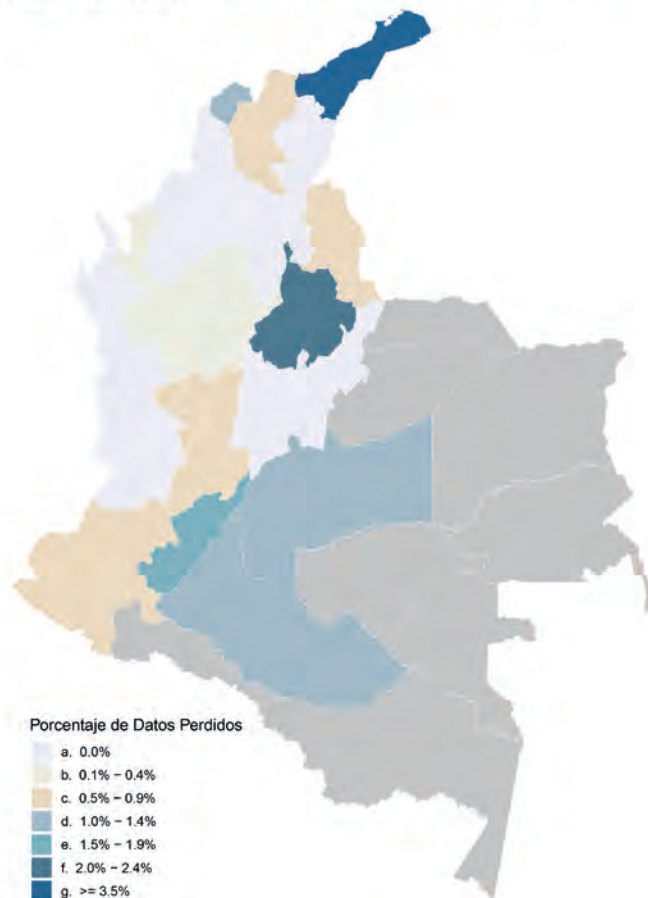 Porcentaje de Datos Perdidos
a. 0.0%
b. 0.1% − 0.4%
c. 0.5% − 0.9%
d. 1.0% − 1.4%
e. 1.5% − 1.9%
f. 2.0% − 2.4%
g. >= 3.5%